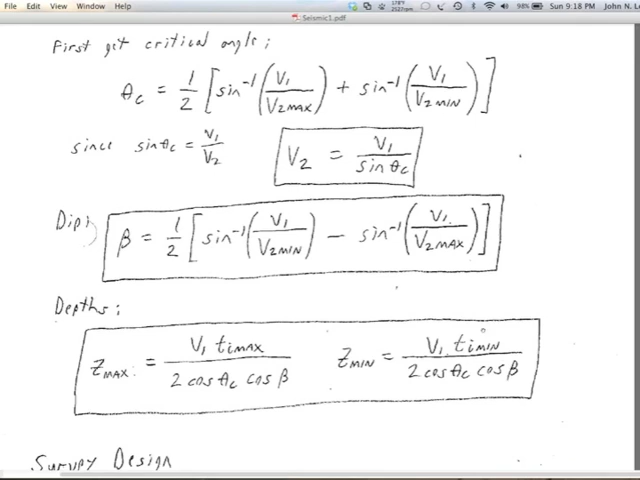 File Edit View Window Help 98% Sun 9:18 PM
Seismic1.pdf
First get critical angle;
θc = 1/2 [sin⁻¹(V1/V2MAX) + sin⁻¹(V1/V2MIN)]
since sinθc = V1/V2
V2 = V1/sin θc
Dip;
β = 1/2 [sin⁻¹(V1/V2MIN) − sin⁻¹(V1/V2MAX)]
Depths;
ZMAX = V1 tiMAX/2 cos θc cos β
ZMIN = V1 tiMIN/2 cos θc cos β
Survey Design